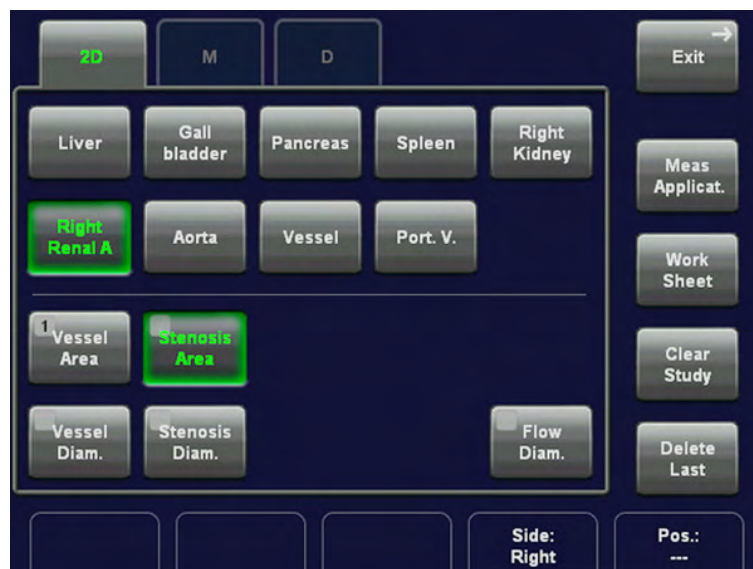 2D
M
D
Exit
Liver
Gall
bladder
Pancreas
Spleen
Right
Kidney
Meas
Applicat.
Right
Renal A
Aorta
Vessel
Port. V.
Work
Sheet
1
Vessel
Area
Stenosis
Area
Clear
Study
Vessel
Diam.
Stenosis
Diam.
Flow
Diam.
Delete
Last
Side:
Right
Pos.:
---